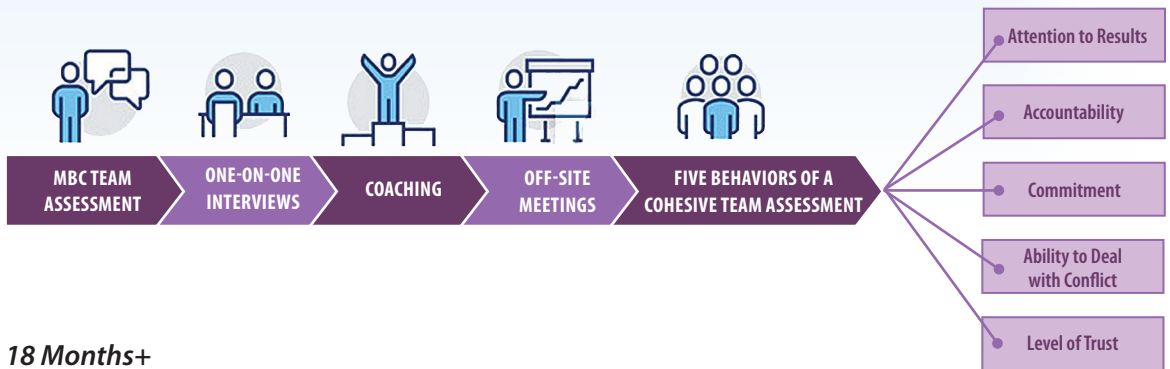 MBC TEAM
ASSESSMENT
ONE-ON-ONE
INTERVIEWS
COACHING
OFF-SITE
MEETINGS
FIVE BEHAVIORS OF A
COHESIVE TEAM ASSESSMENT
Attention to Results
Accountability
Commitment
Ability to Deal
with Conflict
Level of Trust
18 Months+